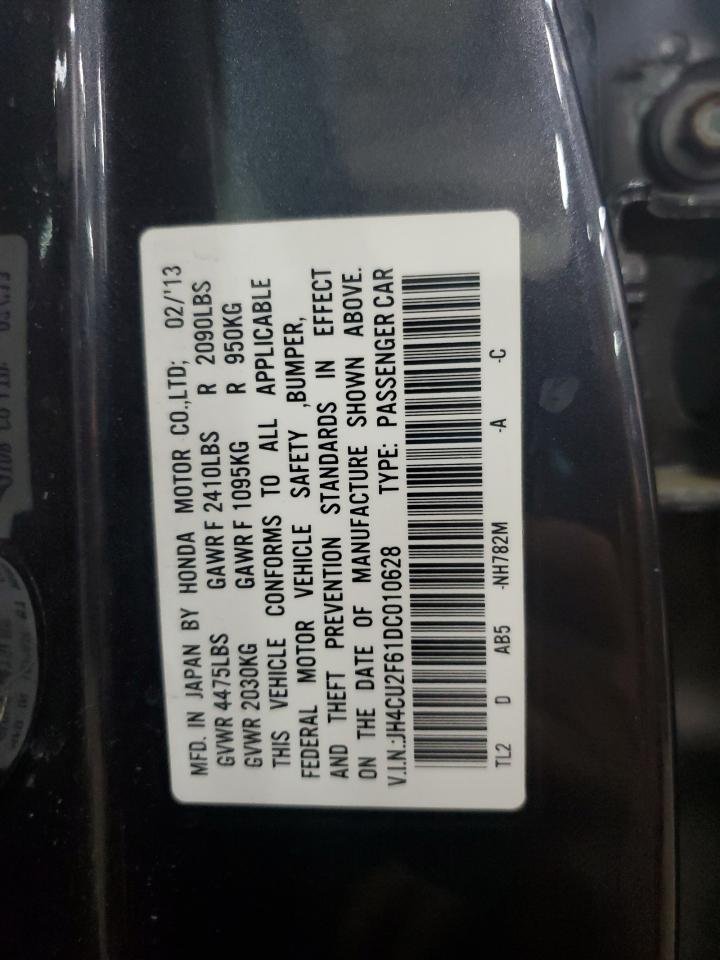 MFD. IN JAPAN BY HONDA MOTOR CO.,LTD; 02/'13
GVWR 4475LBS GAWR F 2410LBS R 2090LBS
GVWR 2030KG GAWR F 1095KG R 950KG
THIS VEHICLE CONFORMS TO ALL APPLICABLE
FEDERAL MOTOR VEHICLE SAFETY ,BUMPER,
AND THEFT PREVENTION STANDARDS IN EFFECT
ON THE DATE OF MANUFACTURE SHOWN ABOVE.
V.I.N.:JH4CU2F61DC010628 TYPE: PASSENGER CAR
TL2 D AB5 -NH782M -A -C